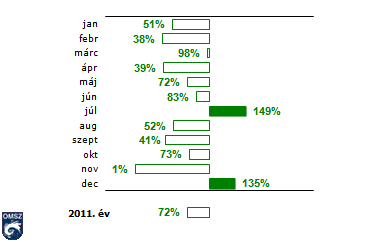 jan 51%
febr 38%
márc 98%
ápr 39%
máj 72%
jún 83%
júl 149%
aug 52%
szept 41%
okt 73%
nov 1%
dec 135%
2011. év 72%
OMSZ